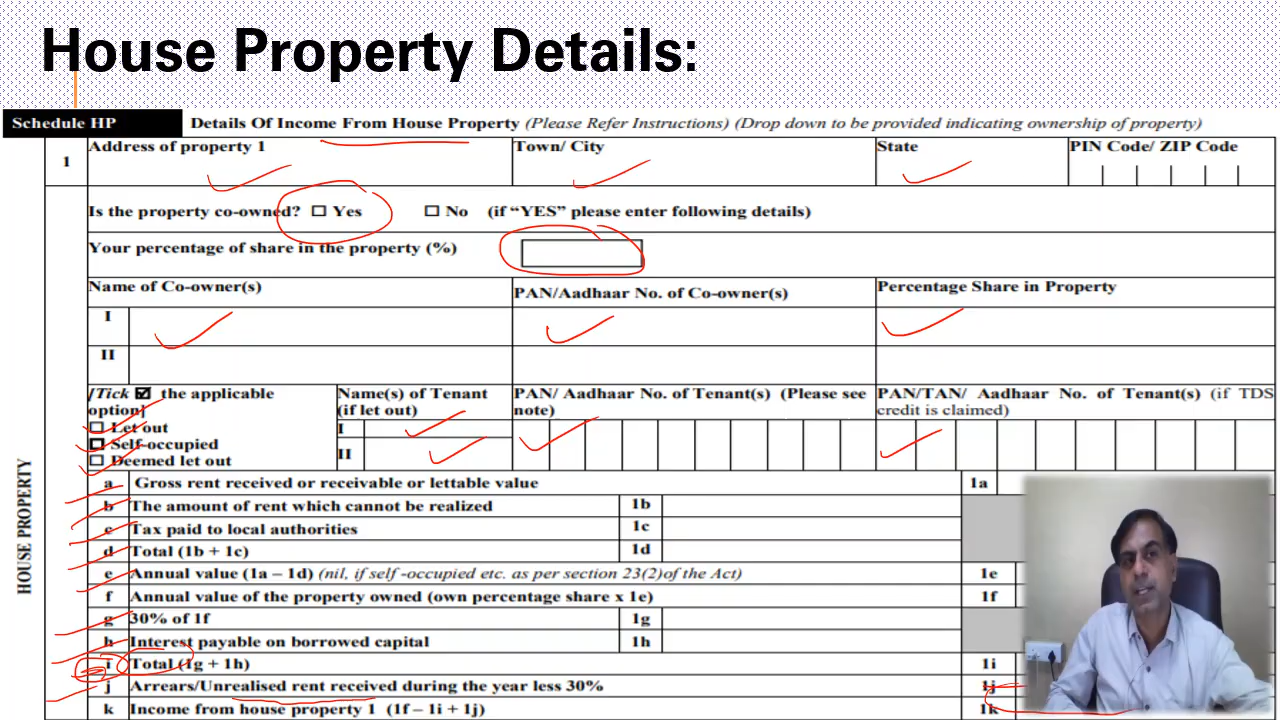 House Property Details:
Schedule HP Details Of Income From House Property (Please Refer Instructions) (Drop down to be provided indicating ownership of property)
1 Address of property 1 Town/ City State PIN Code/ ZIP Code
Is the property co-owned? ☐ Yes ☐ No (if “YES” please enter following details)
Your percentage of share in the property (%)
Name of Co-owner(s) PAN/Aadhaar No. of Co-owner(s) Percentage Share in Property
I
II
[Tick ☑ the applicable option] Name(s) of Tenant (if let out) PAN/ Aadhaar No. of Tenant(s) (Please see note) PAN/TAN/ Aadhaar No. of Tenant(s) (if TDS credit is claimed)
☐ Let out I
☐ Self-occupied
☐ Deemed let out II
HOUSE PROPERTY
a Gross rent received or receivable or lettable value 1a
b The amount of rent which cannot be realized 1b
c Tax paid to local authorities 1c
d Total (1b + 1c) 1d
e Annual value (1a – 1d) (nil, if self -occupied etc. as per section 23(2)of the Act) 1e
f Annual value of the property owned (own percentage share x 1e) 1f
g 30% of 1f 1g
h Interest payable on borrowed capital 1h
i Total (1g + 1h) 1i
j Arrears/Unrealised rent received during the year less 30% 1j
k Income from house property 1 (1f – 1i + 1j) 1k